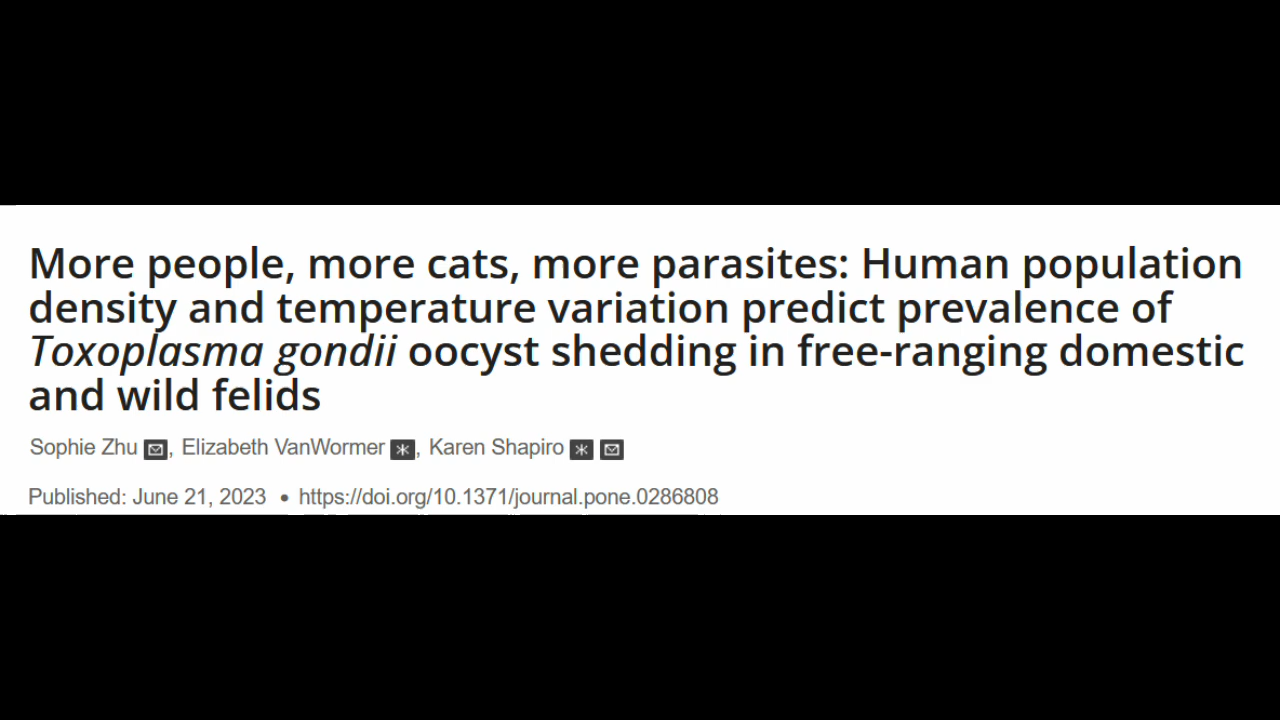 More people, more cats, more parasites: Human population
density and temperature variation predict prevalence of
Toxoplasma gondii oocyst shedding in free-ranging domestic
and wild felids
Sophie Zhu, Elizabeth VanWormer, Karen Shapiro
Published: June 21, 2023 • https://doi.org/10.1371/journal.pone.0286808